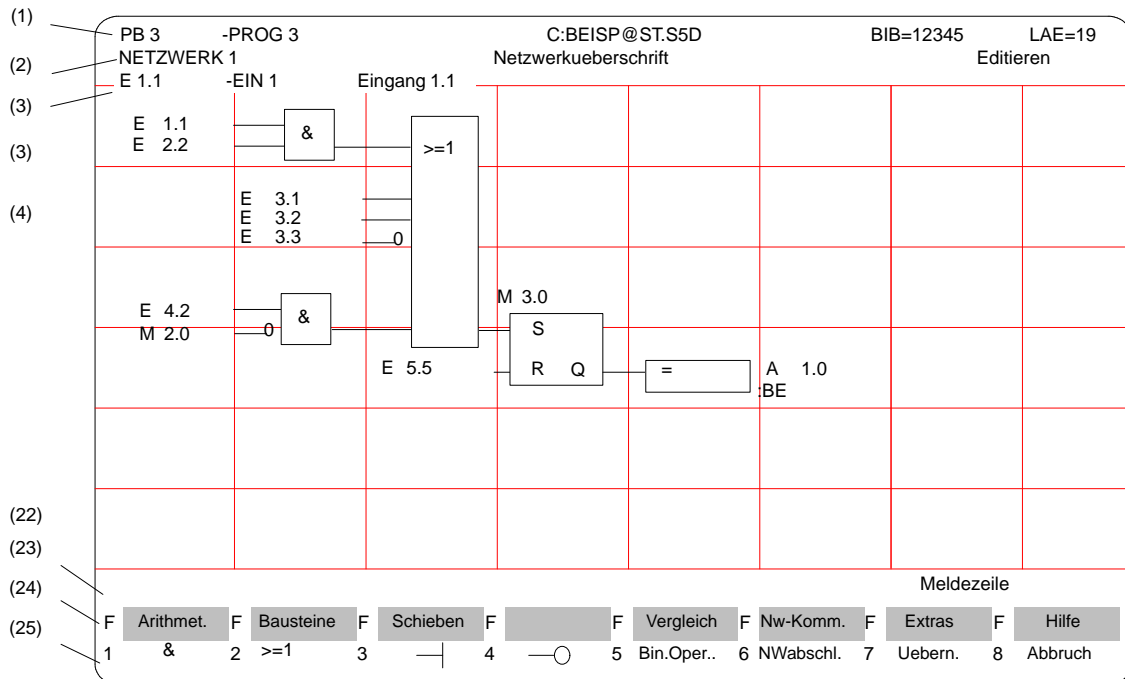 (1)
PB 3 -PROG 3 C:BEISP@ST.S5D BIB=12345 LAE=19
(2)
NETZWERK 1 Netzwerkueberschrift Editieren
E 1.1 -EIN 1 Eingang 1.1
(3)
E 1.1
&
E 2.2
>=1
(3)
E 3.1
(4)
E 3.2
E 3.3 0
M 3.0
E 4.2
&
M 2.0 0
S
E 5.5 R Q = A 1.0
:BE
(22)
(23)
Meldezeile
(24)
F Arithmet. F Bausteine F Schieben F F Vergleich F Nw-Komm. F Extras F Hilfe
(25)
1 & 2 >=1 3 4 5 Bin.Oper.. 6 NWabschl. 7 Uebern. 8 Abbruch